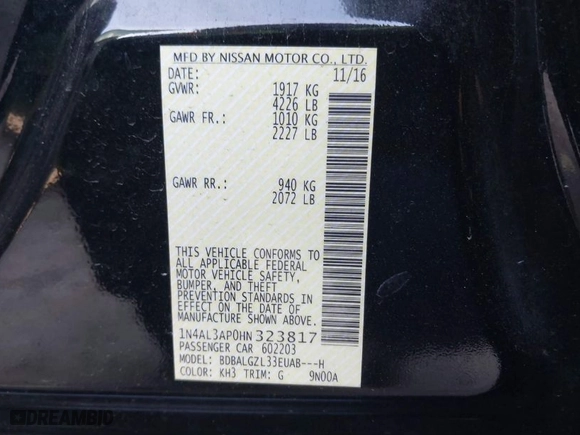 MFD BY NISSAN MOTOR CO., LTD.
DATE: 11/16
GVWR: 1917 KG
4226 LB
GAWR FR.: 1010 KG
2227 LB
GAWR RR.: 940 KG
2072 LB
THIS VEHICLE CONFORMS TO
ALL APPLICABLE FEDERAL
MOTOR VEHICLE SAFETY,
BUMPER, AND THEFT
PREVENTION STANDARDS IN
EFFECT ON THE DATE OF
MANUFACTURE SHOWN ABOVE.
1N4AL3AP0HN323817
PASSENGER CAR 602203
MODEL: BDBALGZL33EUAB---H
COLOR: KH3 TRIM: G 9N00A
DREAMBID